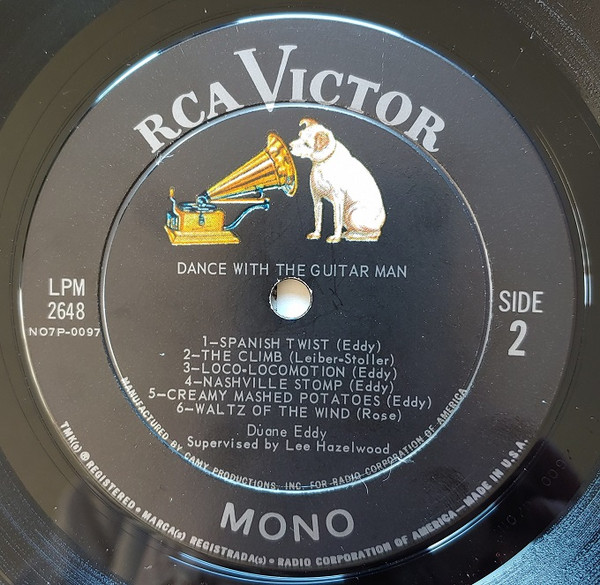 RCA VICTOR
DANCE WITH THE GUITAR MAN
LPM
2648
NO7P-0097
SIDE
2
1—SPANISH TWIST (Eddy)
2—THE CLIMB (Leiber-Stoller)
3—LOCO-LOCOMOTION (Eddy)
4—NASHVILLE STOMP (Eddy)
5—CREAMY MASHED POTATOES (Eddy)
6—WALTZ OF THE WIND (Rose)
Duane Eddy
Supervised by Lee Hazelwood
MANUFACTURED BY CAMY PRODUCTIONS, INC. FOR RADIO CORPORATION OF AMERICA
MONO
TMK(s) ® REGISTERED • MARCA(s) REGISTRADA(s) • RADIO CORPORATION OF AMERICA—MADE IN U.S.A.